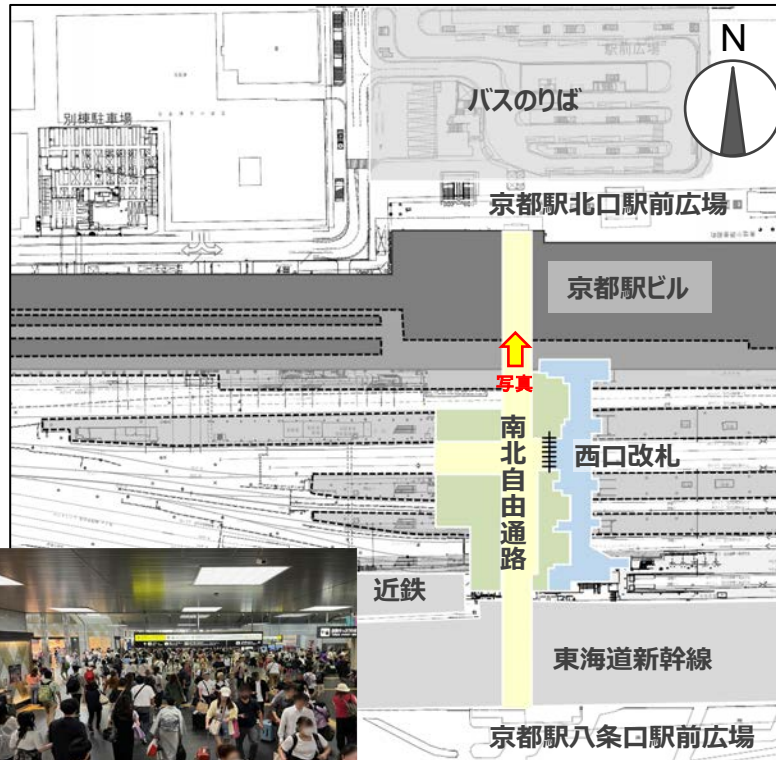 駅前広場
N
バスのりば
別棟駐車場
京都駅北口駅前広場
京都駅ビル
写真
南北自由通路
西口改札
近鉄
東海道新幹線
京都駅八条口駅前広場